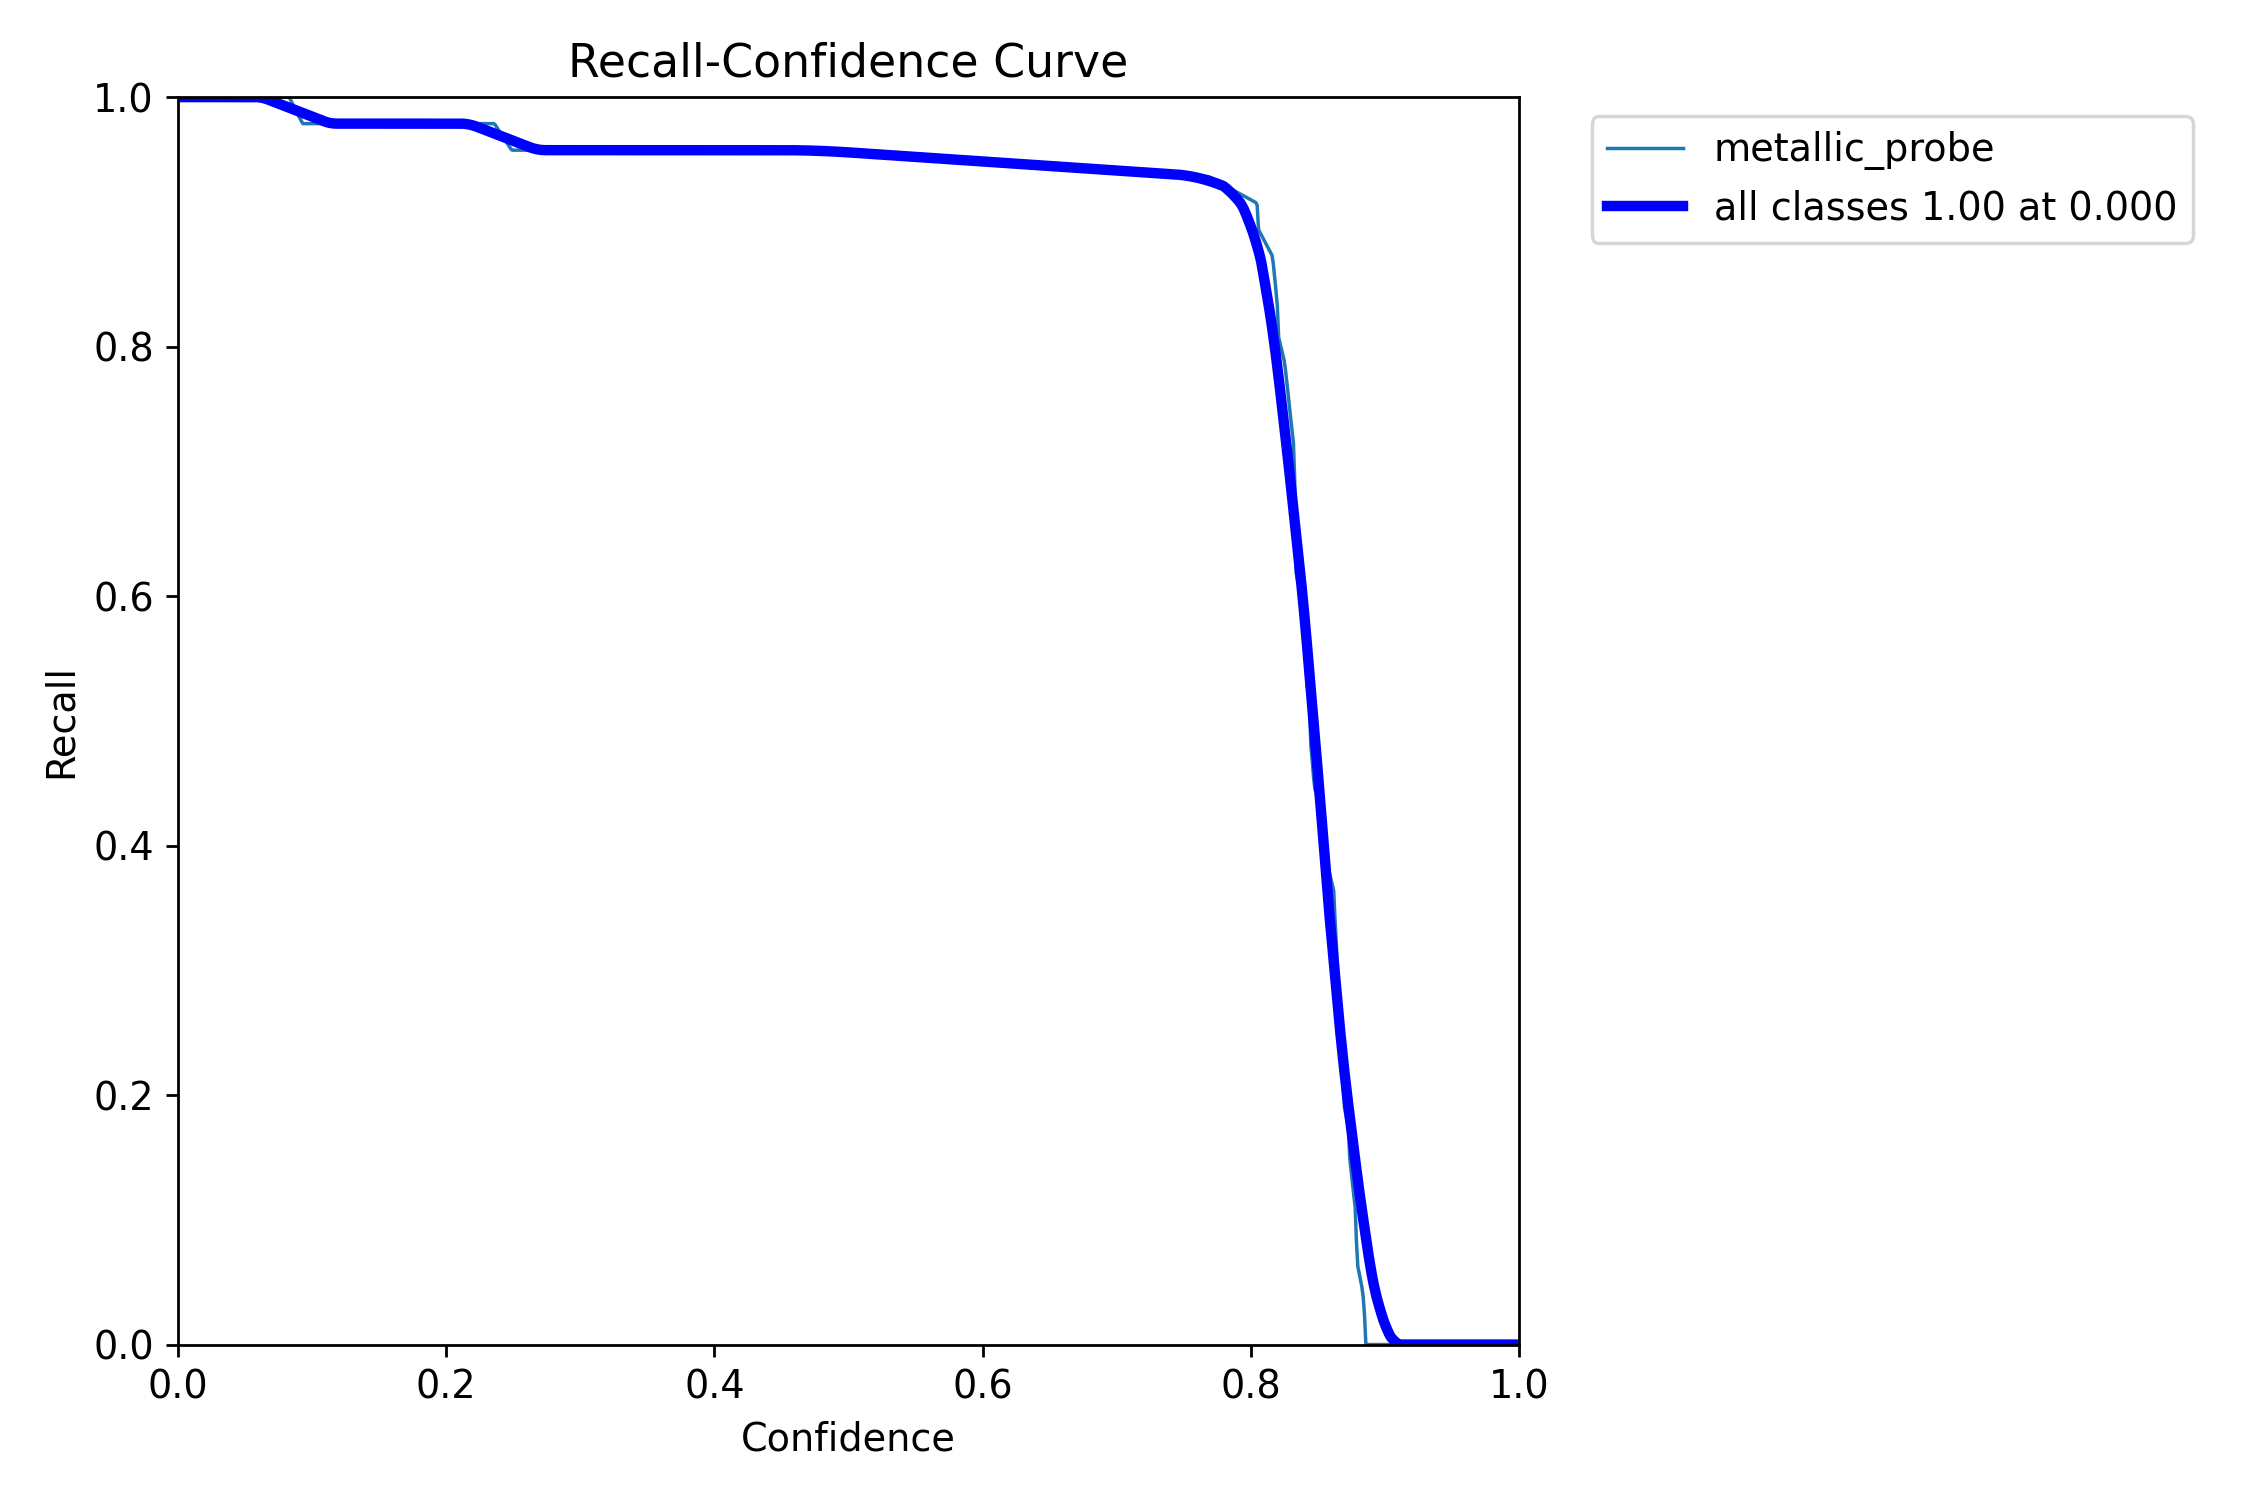 Recall-Confidence Curve
metallic_probe
all classes 1.00 at 0.000
1.0
0.8
0.6
0.4
0.2
0.0
Recall
0.0 0.2 0.4 0.6 0.8 1.0
Confidence